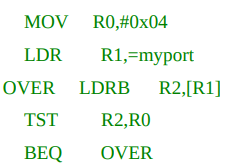 MOV R0,#0x04
LDR R1,=myport
OVER LDRB R2,[R1]
TST R2,R0
BEQ OVER